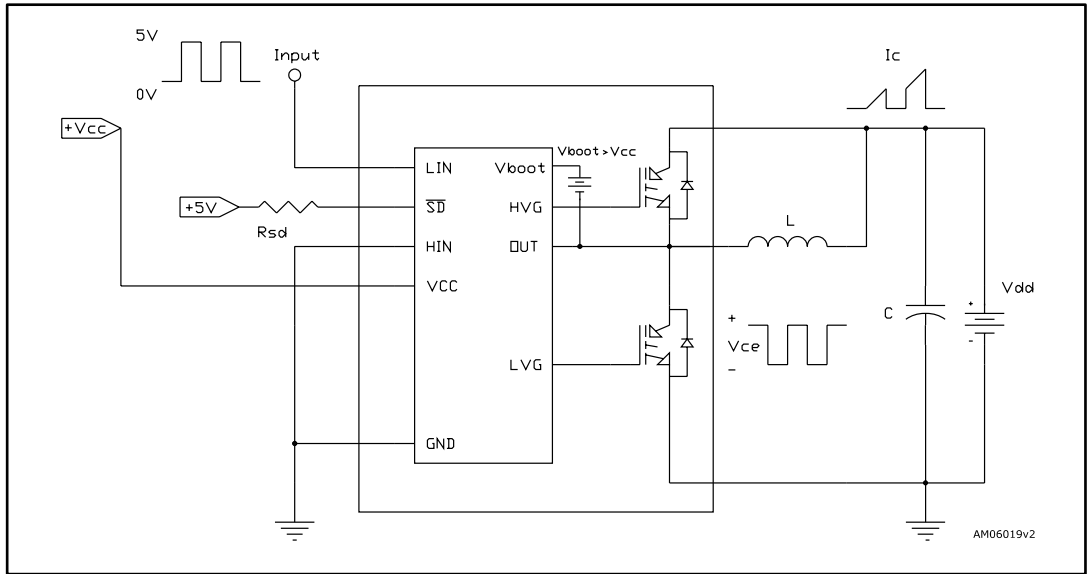 5V
0V
Input
Ic
+Vcc
LIN
Vboot
Vboot>Vcc
+5V
Rsd
SD
HVG
HIN
OUT
L
VCC
C
Vdd
+
-
+
Vce
-
LVG
GND
AM06019v2